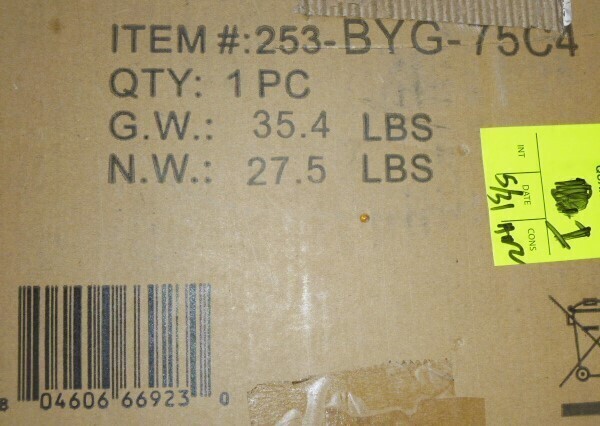 ITEM #:253-BYG-75C4
QTY: 1 PC
G.W.: 35.4 LBS
N.W.: 27.5 LBS
INT DATE CONS
5/31
1
8 04606 66923 0